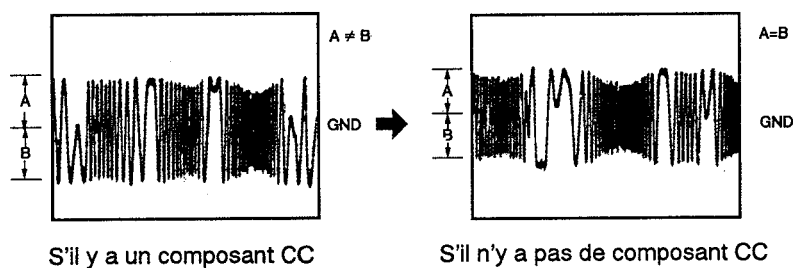 A ≠ B
A
GND
B
S'il y a un composant CC
A=B
A
GND
B
S'il n'y a pas de composant CC